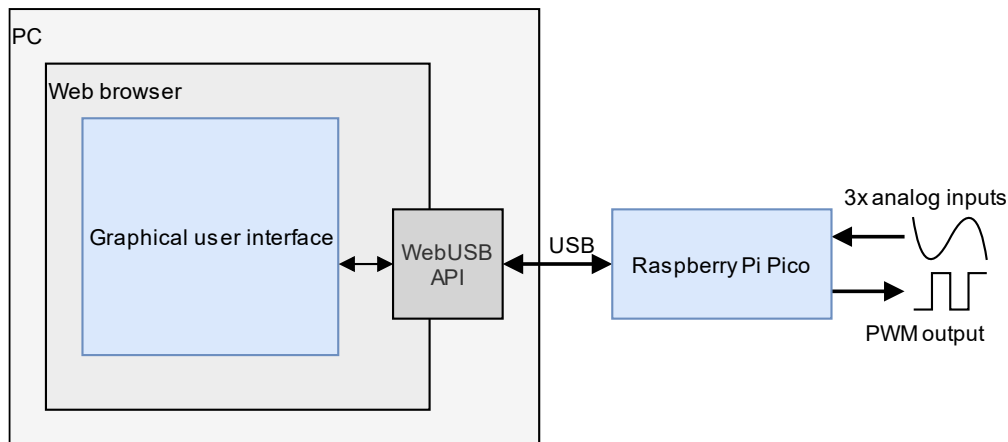 PC
Web browser
Graphical user interface
WebUSB
API
USB
Raspberry Pi Pico
3x analog inputs
PWM output